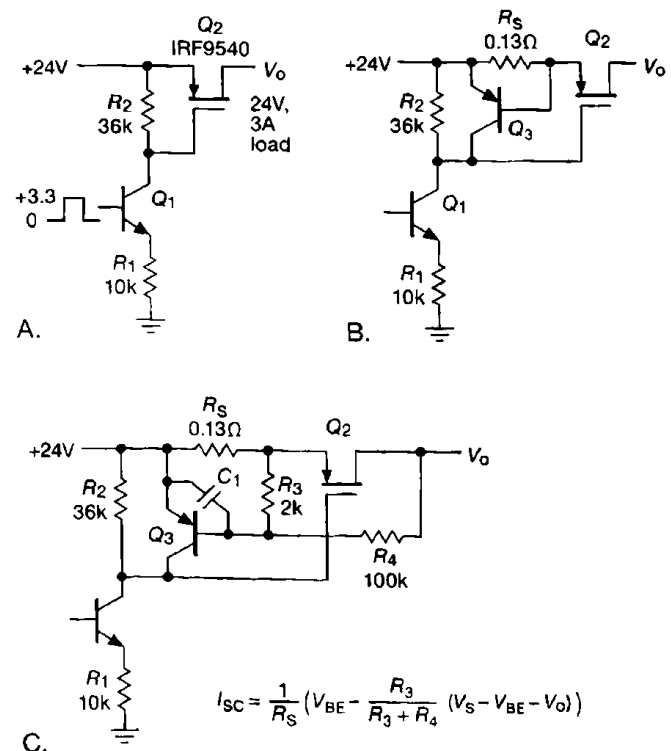 Q2
IRF9540
+24V
Vo
R2
36k
24V,
3A
load
+3.3
0
Q1
R1
10k
A.
RS
0.13Ω
Q2
+24V
Vo
R2
36k
Q3
Q1
R1
10k
B.
RS
0.13Ω
Q2
+24V
Vo
C1
R2
36k
R3
2k
Q3
R4
100k
R1
10k
ISC = 1/RS (VBE − R3/(R3 + R4) (VS − VBE − Vo))
C.